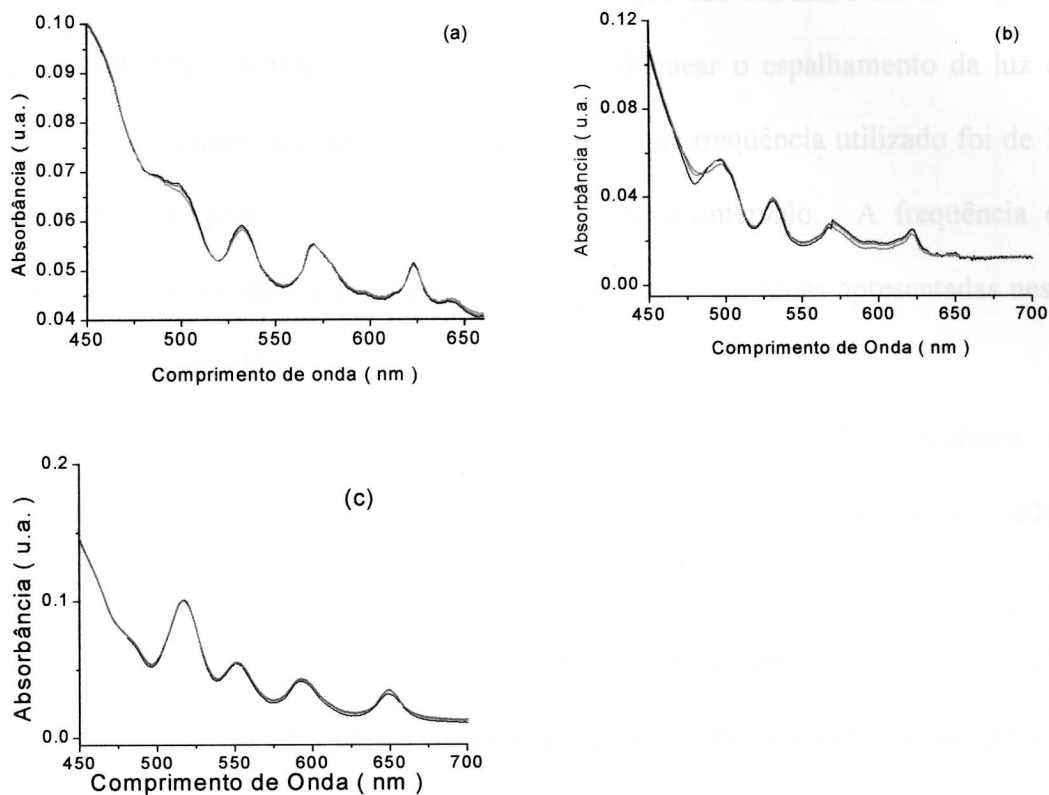 (a)
Absorbância ( u.a. )
0.10
0.09
0.08
0.07
0.06
0.05
0.04
450 500 550 600 650
Comprimento de onda ( nm )
(b)
Absorbância ( u.a. )
0.12
0.08
0.04
0.00
450 500 550 600 650 700
Comprimento de Onda ( nm )
o espalhamento da luz
freqüência utilizado foi de
intervalo. A freqüência
apresentadas nes
(c)
Absorbância ( u.a. )
0.2
0.1
0.0
450 500 550 600 650 700
Comprimento de Onda ( nm )